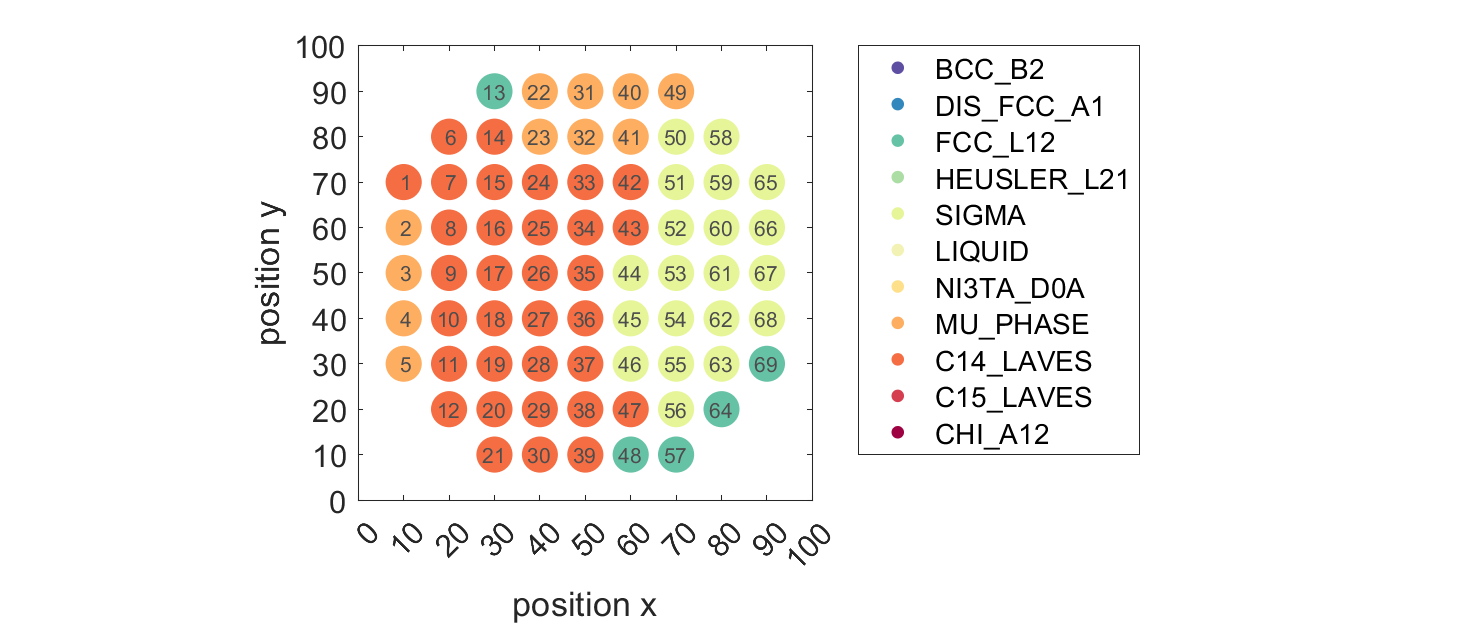 100
90 13 22 31 40 49
80 6 14 23 32 41 50 58
70 1 7 15 24 33 42 51 59 65
60 2 8 16 25 34 43 52 60 66
50 3 9 17 26 35 44 53 61 67
40 4 10 18 27 36 45 54 62 68
30 5 11 19 28 37 46 55 63 69
20 12 20 29 38 47 56 64
10 21 30 39 48 57
0
0 10 20 30 40 50 60 70 80 90 100
position x
position y
BCC_B2
DIS_FCC_A1
FCC_L12
HEUSLER_L21
SIGMA
LIQUID
NI3TA_D0A
MU_PHASE
C14_LAVES
C15_LAVES
CHI_A12